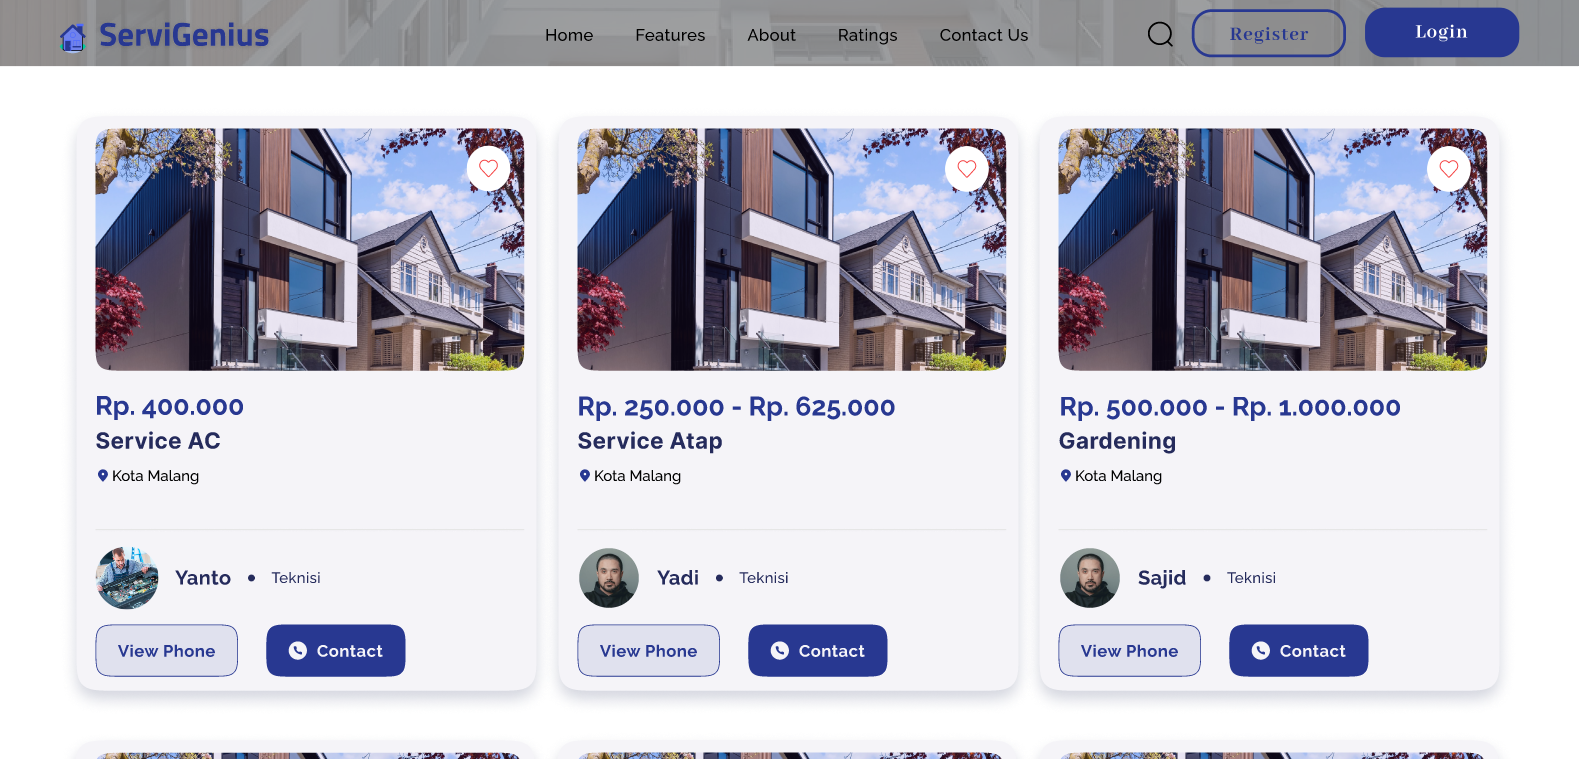 ServiGenius
Home Features About Ratings Contact Us
Register
Login
Rp. 400.000
Service AC
Kota Malang
Yanto • Teknisi
View Phone
Contact
Rp. 250.000 - Rp. 625.000
Service Atap
Kota Malang
Yadi • Teknisi
View Phone
Contact
Rp. 500.000 - Rp. 1.000.000
Gardening
Kota Malang
Sajid • Teknisi
View Phone
Contact